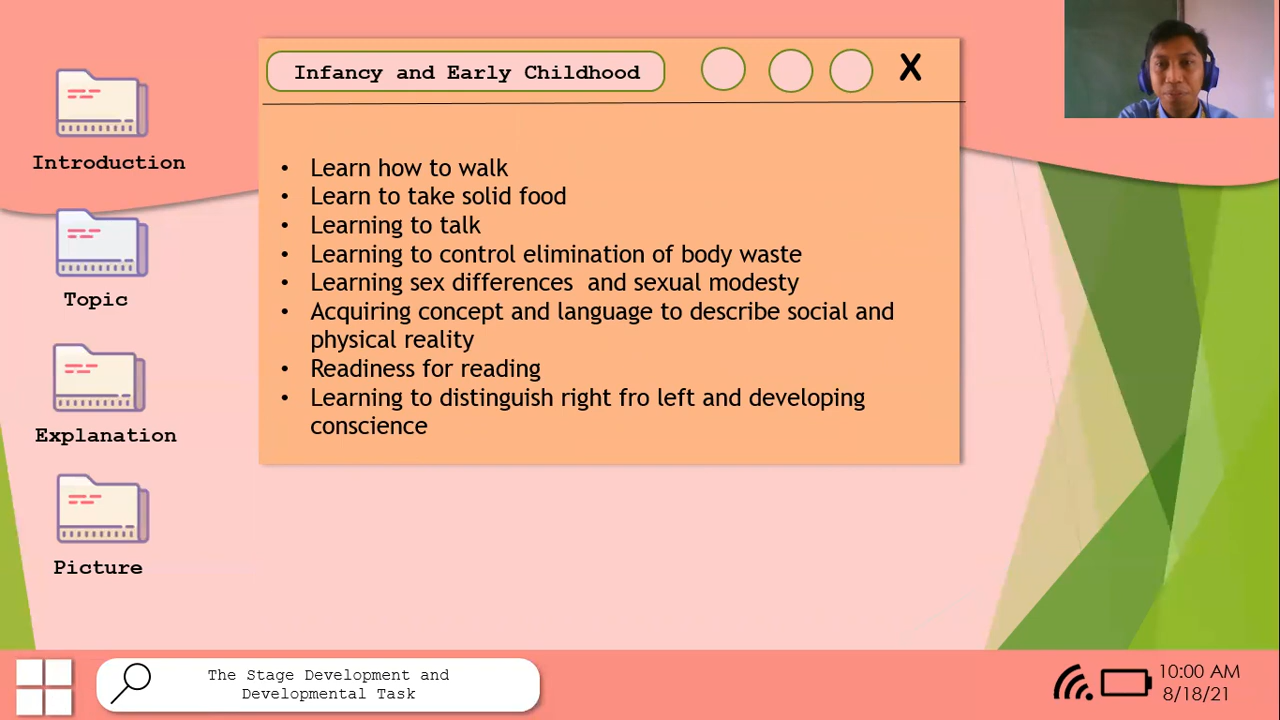 Infancy and Early Childhood
X
Introduction
Topic
Explanation
Picture
• Learn how to walk
• Learn to take solid food
• Learning to talk
• Learning to control elimination of body waste
• Learning sex differences  and sexual modesty
• Acquiring concept and language to describe social and
physical reality
• Readiness for reading
• Learning to distinguish right fro left and developing
conscience
The Stage Development and
Developmental Task
10:00 AM
8/18/21